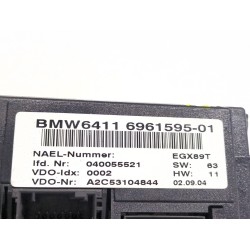 BMW6411 6961595-01
NAEL-Nummer: EGX89T
lfd. Nr: 040055521 SW: 63
VDO-Idx: 0002 HW: 11
VDO-Nr: A2C53104844 02.09.04